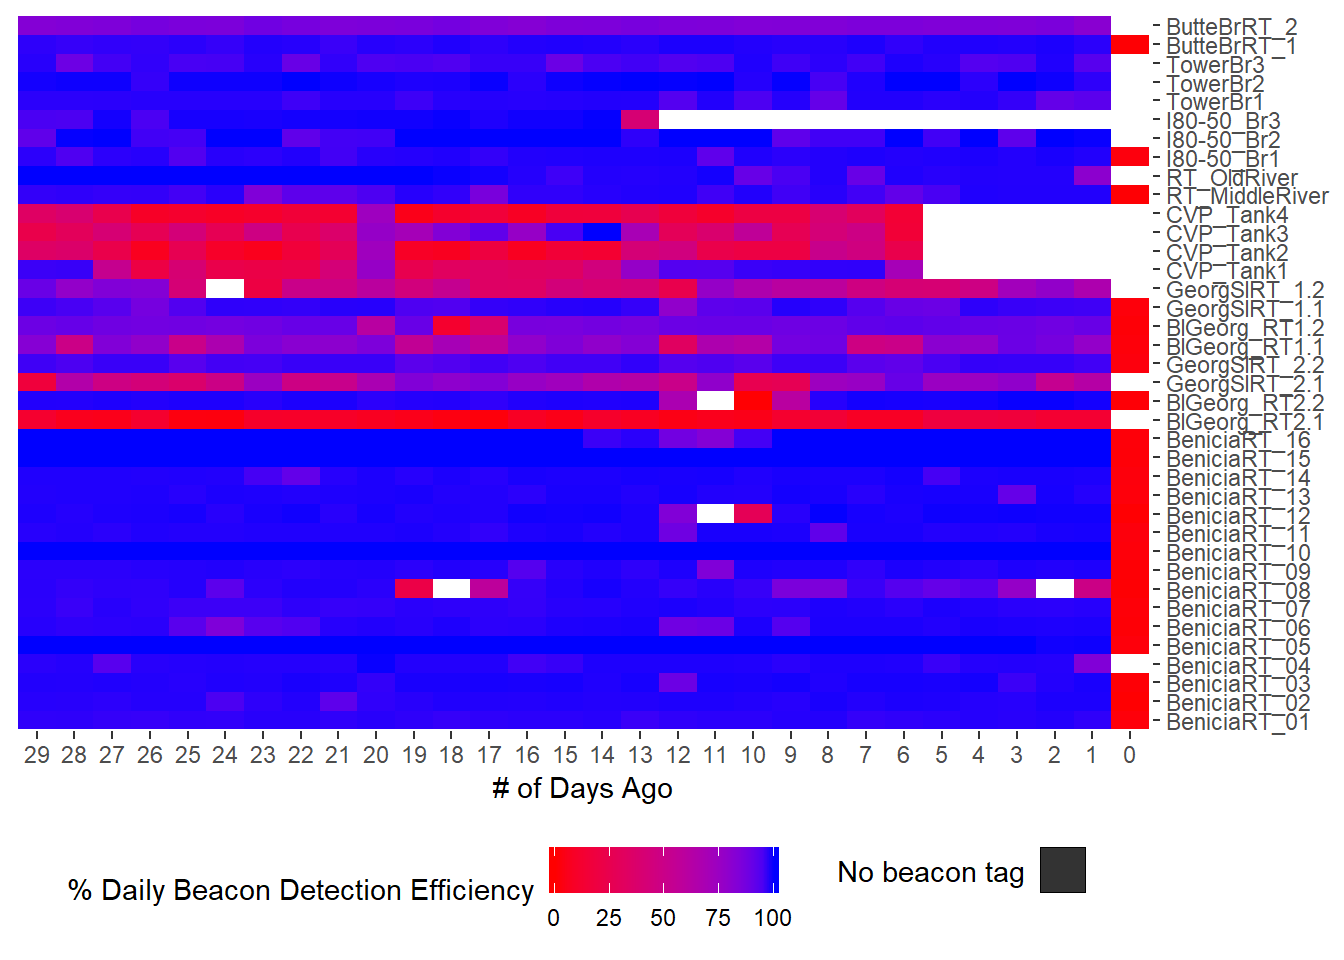 ButteBrRT_2
ButteBrRT_1
TowerBr3
TowerBr2
TowerBr1
I80-50_Br3
I80-50_Br2
I80-50_Br1
RT_OldRiver
RT_MiddleRiver
CVP_Tank4
CVP_Tank3
CVP_Tank2
CVP_Tank1
GeorgSlRT_1.2
GeorgSlRT_1.1
BlGeorg_RT1.2
BlGeorg_RT1.1
GeorgSlRT_2.2
GeorgSlRT_2.1
BlGeorg_RT2.2
BlGeorg_RT2.1
BeniciaRT_16
BeniciaRT_15
BeniciaRT_14
BeniciaRT_13
BeniciaRT_12
BeniciaRT_11
BeniciaRT_10
BeniciaRT_09
BeniciaRT_08
BeniciaRT_07
BeniciaRT_06
BeniciaRT_05
BeniciaRT_04
BeniciaRT_03
BeniciaRT_02
BeniciaRT_01
29 28 27 26 25 24 23 22 21 20 19 18 17 16 15 14 13 12 11 10 9 8 7 6 5 4 3 2 1 0
# of Days Ago
% Daily Beacon Detection Efficiency
0 25 50 75 100
No beacon tag